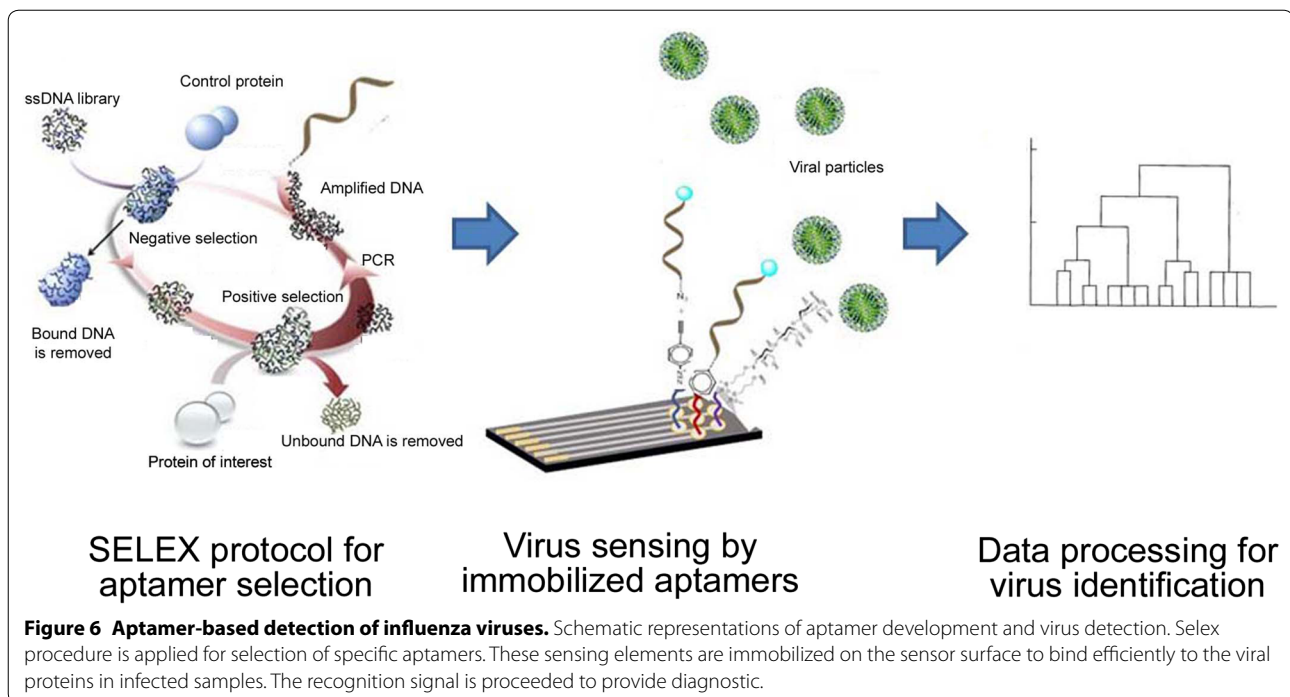 ssDNA library
Control protein
Amplified DNA
Negative selection
PCR
Positive selection
Bound DNA
is removed
Unbound DNA is removed
Protein of interest
Viral particles
N
SELEX protocol for
aptamer selection
Virus sensing by
immobilized aptamers
Data processing for
virus identification
Figure 6 Aptamer-based detection of influenza viruses. Schematic representations of aptamer development and virus detection. Selex
procedure is applied for selection of specific aptamers. These sensing elements are immobilized on the sensor surface to bind efficiently to the viral
proteins in infected samples. The recognition signal is proceeded to provide diagnostic.